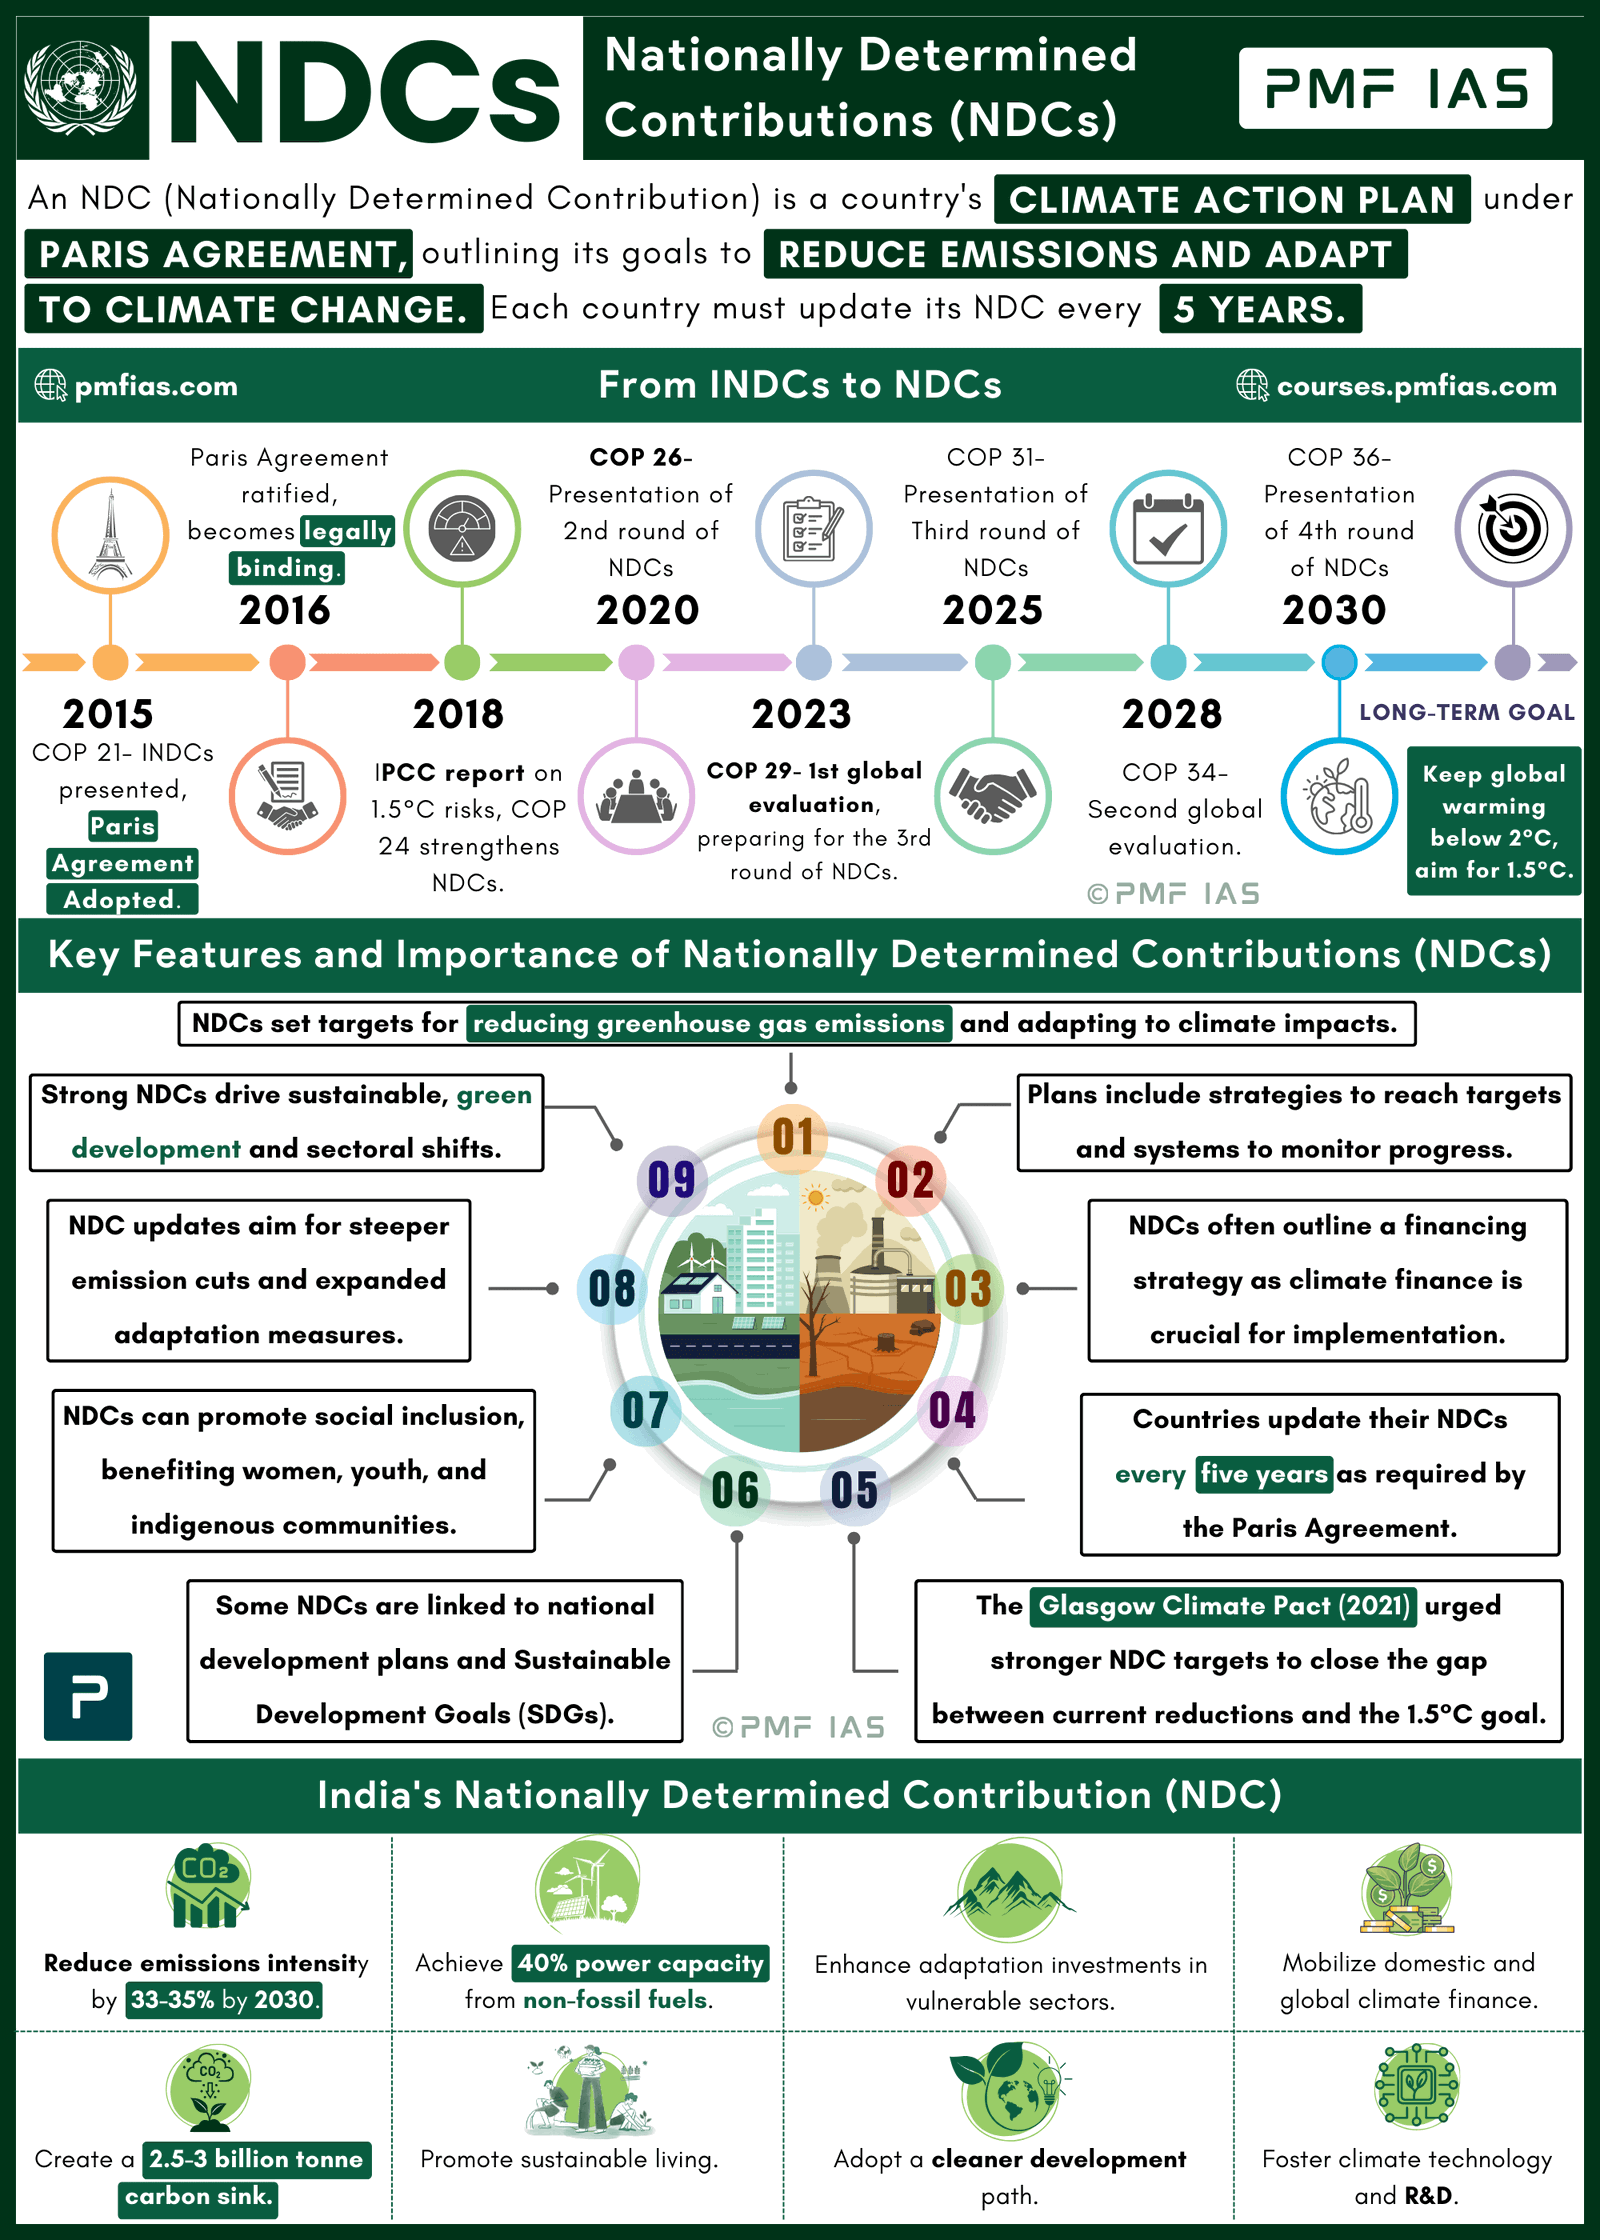 NDCs
Nationally Determined
Contributions (NDCs)
PMF IAS
An NDC (Nationally Determined Contribution) is a country's CLIMATE ACTION PLAN under
PARIS AGREEMENT, outlining its goals to REDUCE EMISSIONS AND ADAPT
TO CLIMATE CHANGE. Each country must update its NDC every 5 YEARS.
pmfias.com
From INDCs to NDCs
courses.pmfias.com
Paris Agreement
ratified,
becomes legally
binding.
2016
COP 26-
Presentation of
2nd round of
NDCs
2020
COP 31-
Presentation of
Third round of
NDCs
2025
COP 36-
Presentation
of 4th round
of NDCs
2030
2015
COP 21- INDCs
presented,
Paris
Agreement
Adopted.
2018
IPCC report on
1.5°C risks, COP
24 strengthens
NDCs.
2023
COP 29- 1st global
evaluation,
preparing for the 3rd
round of NDCs.
2028
COP 34-
Second global
evaluation.
LONG-TERM GOAL
Keep global
warming
below 2°C,
aim for 1.5°C.
© PMF IAS
Key Features and Importance of Nationally Determined Contributions (NDCs)
NDCs set targets for reducing greenhouse gas emissions and adapting to climate impacts.
Strong NDCs drive sustainable, green
development and sectoral shifts.
Plans include strategies to reach targets
and systems to monitor progress.
01
09
02
NDC updates aim for steeper
emission cuts and expanded
adaptation measures.
08
03
NDCs often outline a financing
strategy as climate finance is
crucial for implementation.
NDCs can promote social inclusion,
benefiting women, youth, and
indigenous communities.
07
04
Countries update their NDCs
every five years as required by
the Paris Agreement.
06
05
Some NDCs are linked to national
development plans and Sustainable
Development Goals (SDGs).
The Glasgow Climate Pact (2021) urged
stronger NDC targets to close the gap
between current reductions and the 1.5°C goal.
P
© PMF IAS
India's Nationally Determined Contribution (NDC)
CO2
Reduce emissions intensity
by 33-35% by 2030.
Achieve 40% power capacity
from non-fossil fuels.
Enhance adaptation investments in
vulnerable sectors.
$
$
Mobilize domestic and
global climate finance.
CO2
Create a 2.5-3 billion tonne
carbon sink.
Promote sustainable living.
Adopt a cleaner development
path.
Foster climate technology
and R&D.